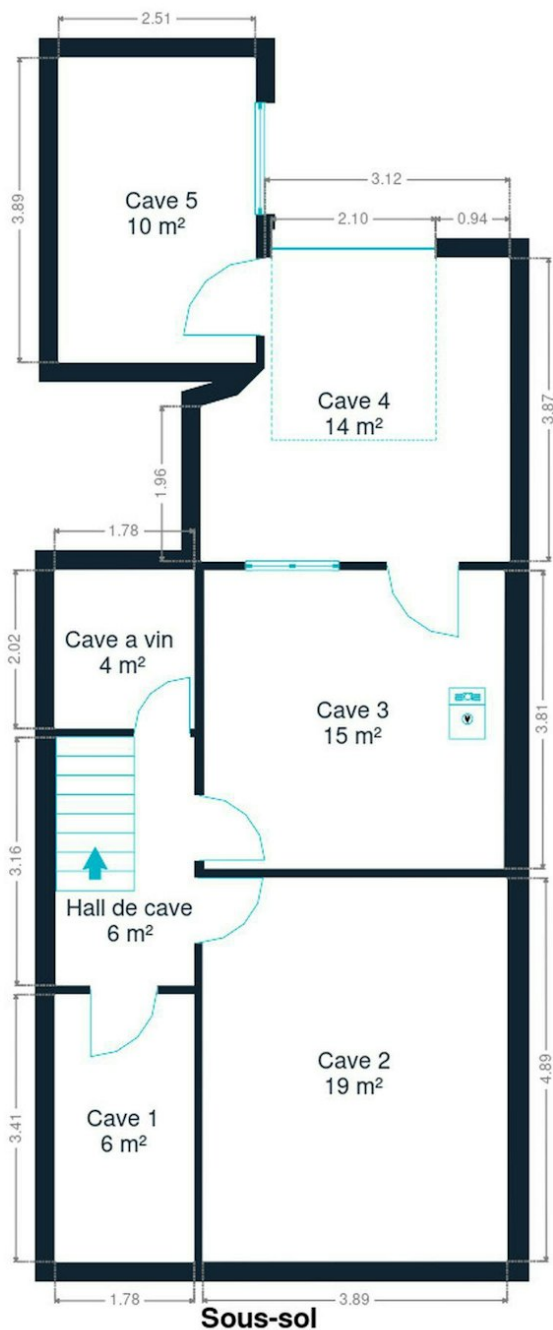 2.51
3.89
Cave 5
10 m²
3.12
2.10
0.94
Cave 4
14 m²
3.87
1.96
1.78
2.02
Cave a vin
4 m²
Cave 3
15 m²
3.81
3.16
Hall de cave
6 m²
Cave 2
19 m²
4.89
3.41
Cave 1
6 m²
1.78
3.89
Sous-sol